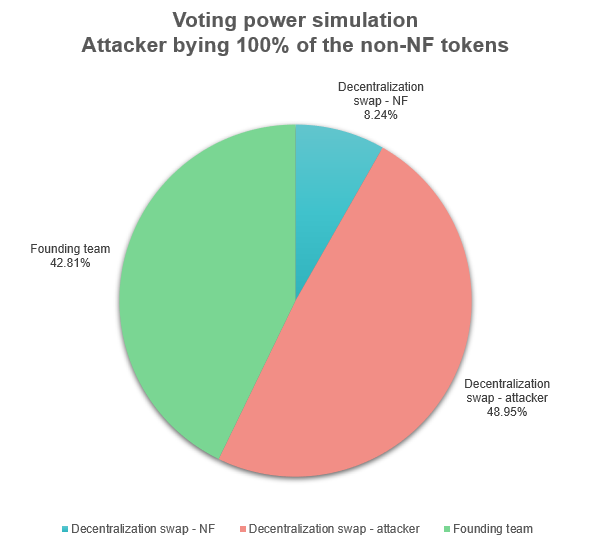 Voting power simulation
Attacker bying 100% of the non-NF tokens
Decentralization
swap - NF
8.24%
Founding team
42.81%
Decentralization
swap - attacker
48.95%
Decentralization swap - NF
Decentralization swap - attacker
Founding team